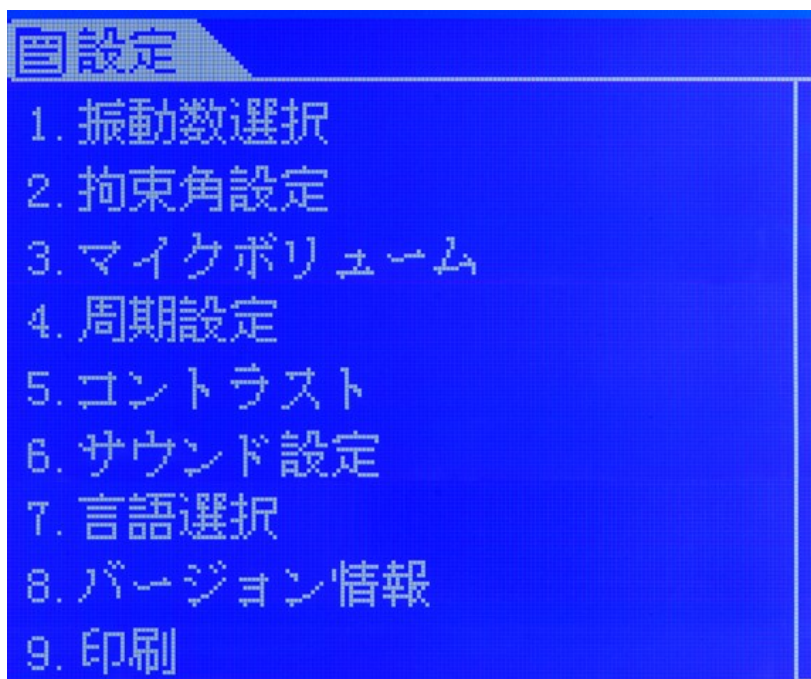 設定
1. 振動数選択
2. 拘束角設定
3. マイクボリューム
4. 周期設定
5. コントラスト
6. サウンド設定
7. 言語選択
8. バージョン情報
9. 印刷